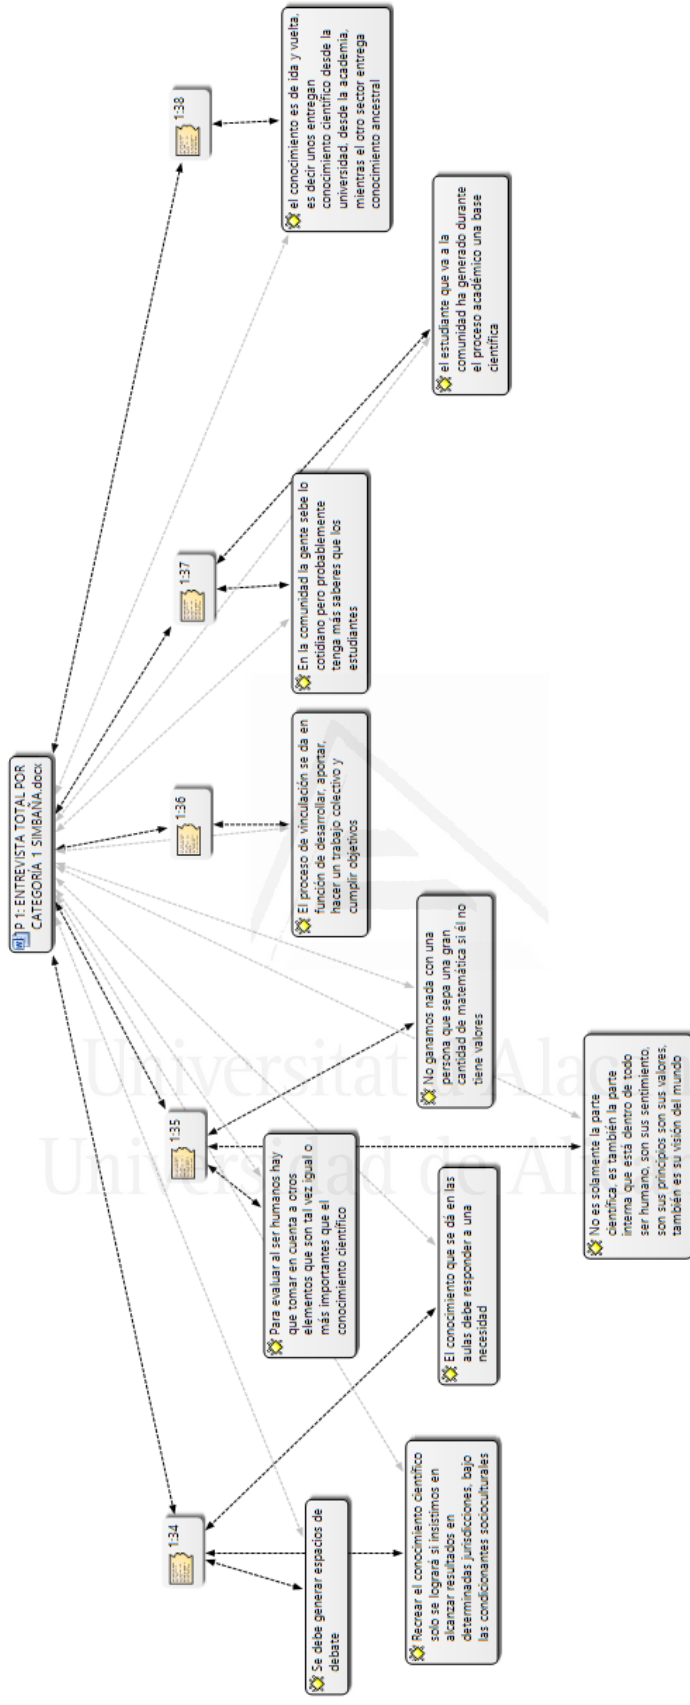 P 1: ENTREVISTA TOTAL POR
CATEGORÍA 1 SIMBAÑA.docx
1:34
1:35
1:36
1:37
1:38
Se debe generar espacios de
debate
Recrear el conocimiento científico
solo se logrará si insistimos en
alcanzar resultados en
determinadas jurisdicciones, bajo
las condicionantes socioculturales
El conocimiento que se dá en las
aulas debe responder a una
necesidad
Para evaluar al ser humanos hay
que tomar en cuenta a otros
elementos que son tal vez igual o
más importantes que el
conocimiento científico
No es solamente la parte
científica, es también la parte
interna que está dentro de todo
ser humano, son sus sentimiento,
son sus principios son sus valores,
también es su visión del mundo
No ganamos nada con una
persona que sepa una gran
cantidad de matemática si él no
tiene valores
El proceso de vinculación se da en
función de desarrollar, aportar,
hacer un trabajo colectivo y
cumplir objetivos
En la comunidad la gente sebe lo
cotidiano pero probablemente
tenga más saberes que los
estudiantes
el estudiante que va a la
comunidad ha generado durante
el proceso académico una base
científica
el conocimiento es de ida y vuelta,
es decir unos entregan
conocimiento científico desde la
universidad, desde la academia,
mientras el otro sector entrega
conocimiento ancestral
Universitat d'Alac
Universidad de Al